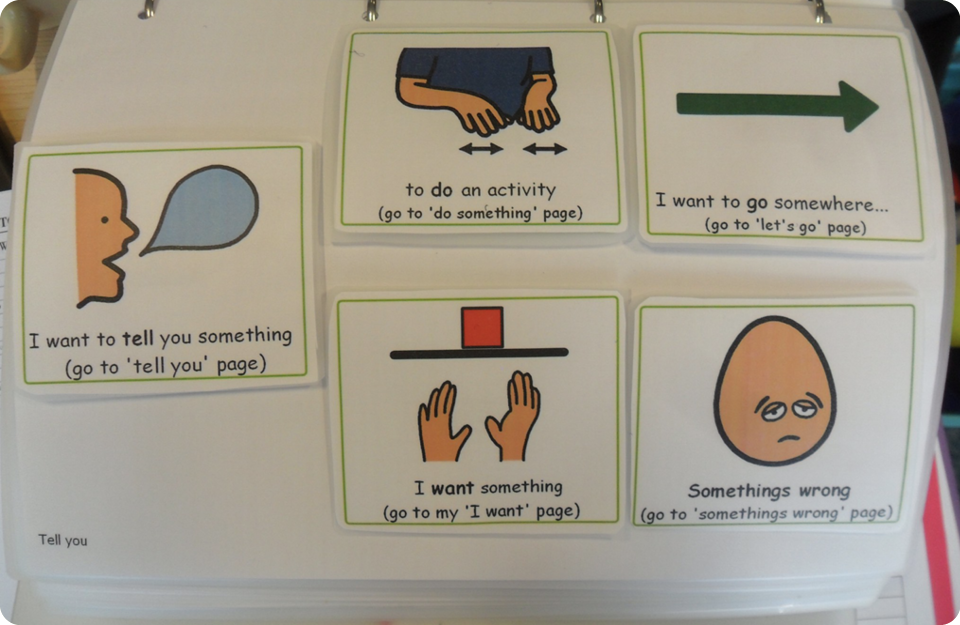 I want to tell you something
(go to 'tell you' page)
to do an activity
(go to 'do something' page)
I want to go somewhere...
(go to 'let's go' page)
I want something
(go to my 'I want' page)
Somethings wrong
(go to 'somethings wrong' page)
Tell you